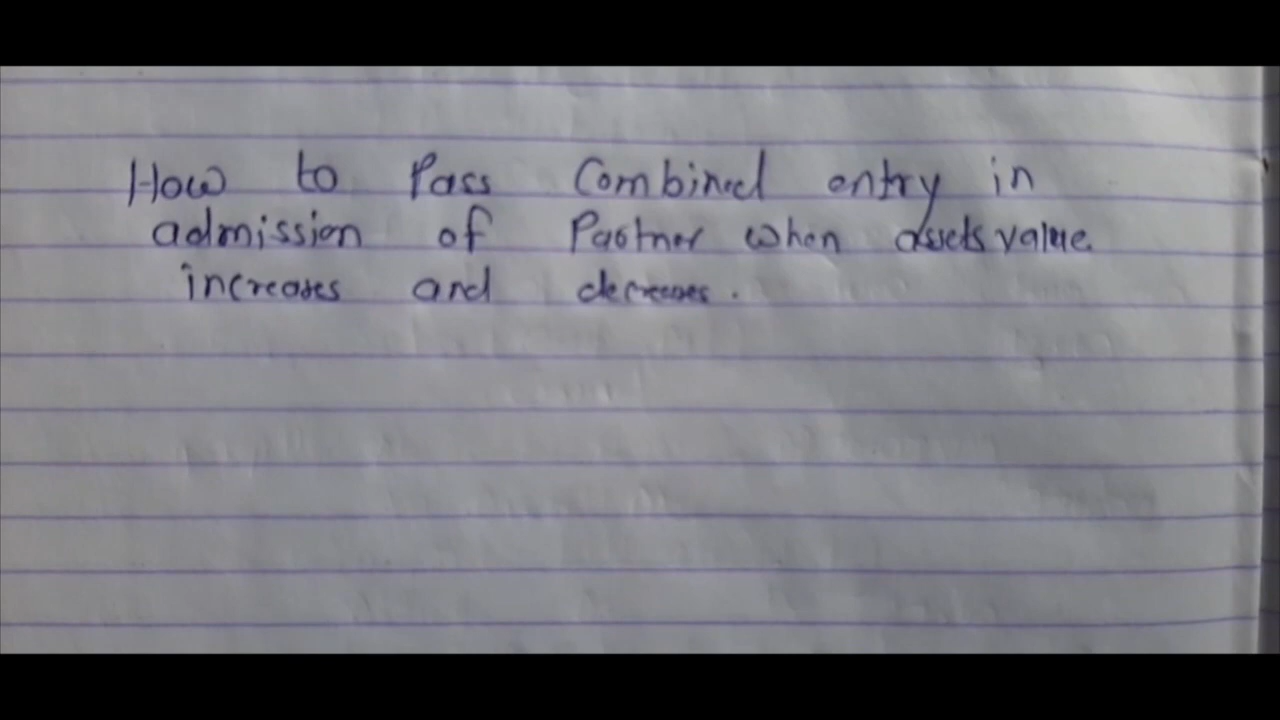 How to Pass Combined entry in
admission of Partner when assets value
increases and decreases.